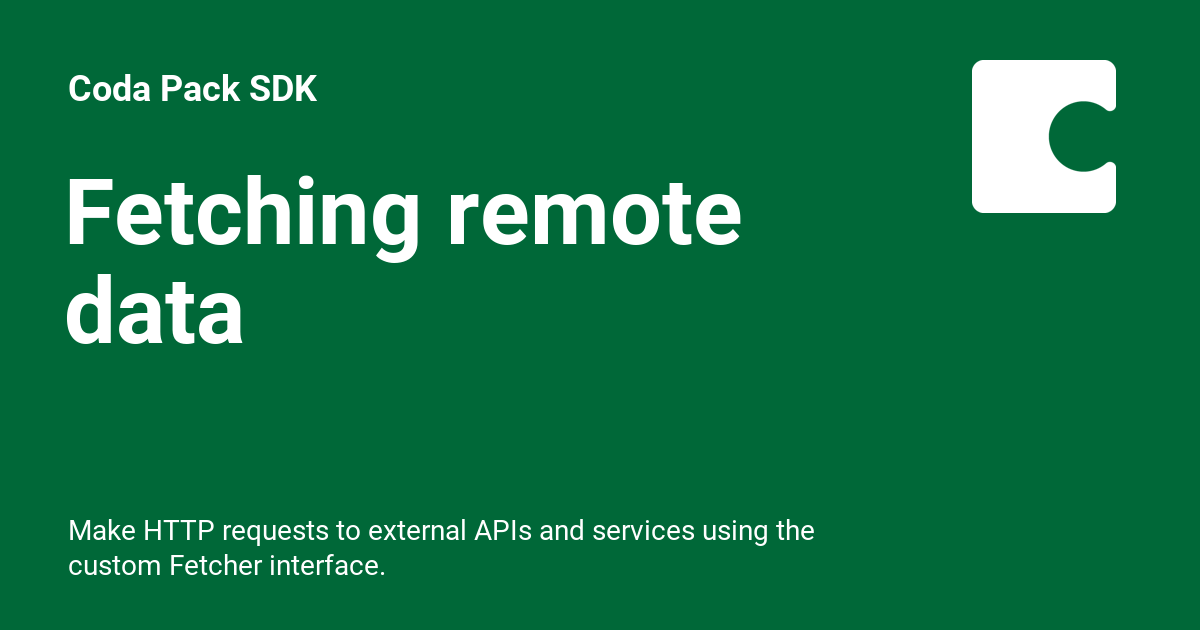 Coda Pack SDK
Fetching remote
data
Make HTTP requests to external APIs and services using the
custom Fetcher interface.